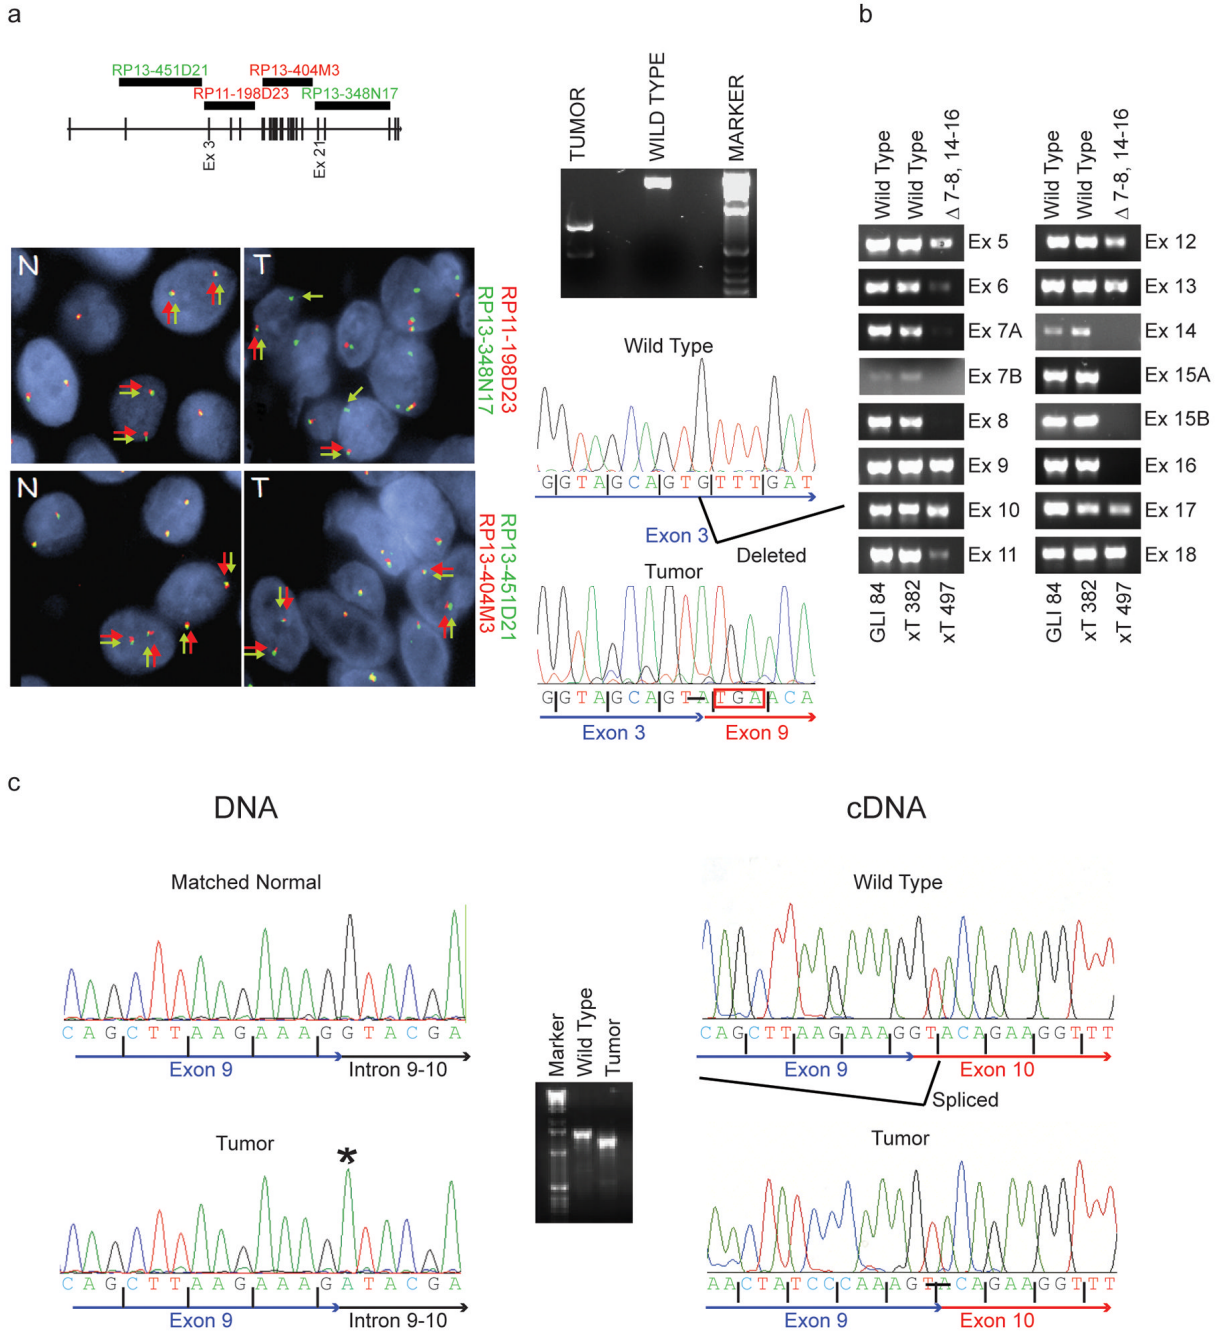 a
RP13-451D21
RP13-404M3
RP11-198D23
RP13-348N17
Ex 3
Ex 21
N
T
RP11-198D23
RP13-348N17
N
T
RP13-451D21
RP13-404M3
TUMOR
WILD TYPE
MARKER
Wild Type
GGTAGCAGTGTTTGAT
Exon 3
Deleted
Tumor
GGTAGCAGTATGAACA
Exon 3
Exon 9
b
Wild Type
Wild Type
Δ 7-8, 14-16
Ex 5
Ex 6
Ex 7A
Ex 7B
Ex 8
Ex 9
Ex 10
Ex 11
GLI 84
xT 382
xT 497
Wild Type
Wild Type
Δ 7-8, 14-16
Ex 12
Ex 13
Ex 14
Ex 15A
Ex 15B
Ex 16
Ex 17
Ex 18
GLI 84
xT 382
xT 497
c
DNA
Matched Normal
CAGCTTAAGAAAGGTACGA
Exon 9
Intron 9-10
Tumor
*
CAGCTTAAGAAAGATACGA
Exon 9
Intron 9-10
Marker
Wild Type
Tumor
cDNA
Wild Type
CAGCTTAAGAAAGGTACAGAAGGTTT
Exon 9
Exon 10
Spliced
Tumor
AACTATCCCAAAGTACAGAAGGTTT
Exon 9
Exon 10